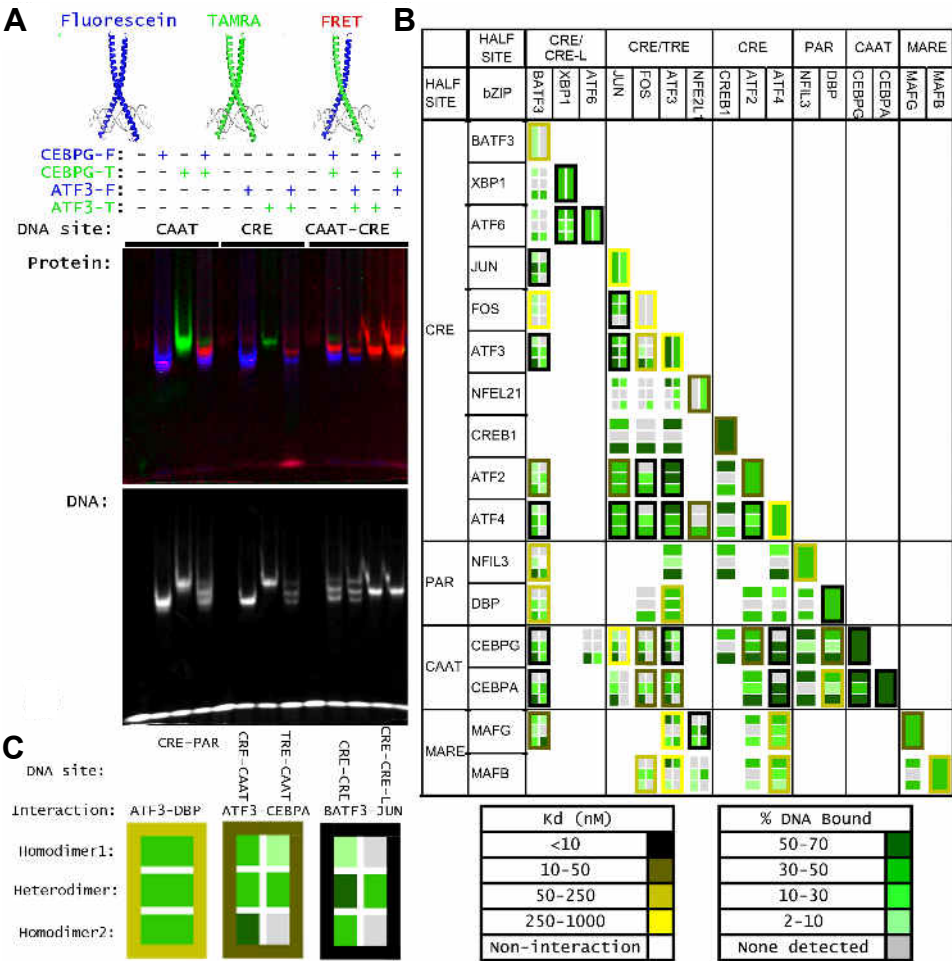 A
Fluorescein TAMRA FRET
CEBPG-F: - + - + - - - - + - + - -
CEBPG-T: - - + + - - - - + - - - +
ATF3-F: - - - - - + - + - + - - +
ATF3-T: - - - - - - + + - + + -
DNA site: CAAT CRE CAAT-CRE
Protein:
DNA:
B
HALF SITE CRE/CRE-L CRE/TRE CRE PAR CAAT MARE
HALF SITE bZIP BATF3 XBP1 ATF6 JUN FOS ATF3 NFE2L1 CREB1 ATF2 ATF4 NFIL3 DBP CEBPG CEBPA MAFG MAFB
CRE
BATF3
XBP1
ATF6
JUN
FOS
ATF3
NFEL21
CREB1
ATF2
ATF4
PAR
NFIL3
DBP
CAAT
CEBPG
CEBPA
MARE
MAFG
MAFB
C
DNA site: CRE-PAR CRE-CAAT TRE-CAAT CRE-CRE CRE-CRE-L
Interaction: ATF3-DBP ATF3-CEBPA BATF3-JUN
Homodimer1:
Heterodimer:
Homodimer2:
Kd (nM)
<10
10-50
50-250
250-1000
Non-interaction
% DNA Bound
50-70
30-50
10-30
2-10
None detected